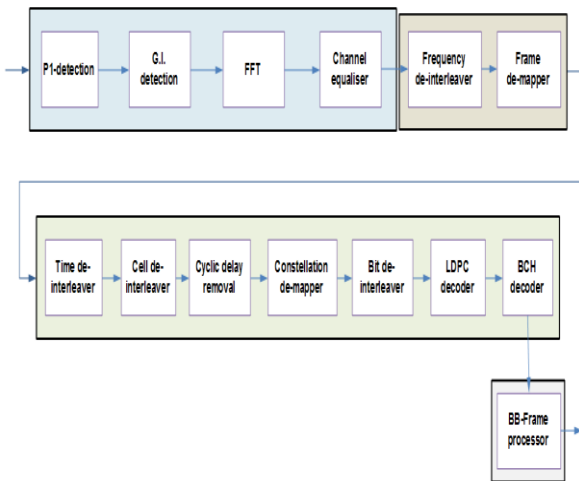 P1-detection
G.I.
detection
FFT
Channel
equaliser
Frequency
de-interleaver
Frame
de-mapper
Time de-
interleaver
Cell de-
interleaver
Cyclic delay
removal
Constellation
de-mapper
Bit de-
interleaver
LDPC
decoder
BCH
decoder
BB-Frame
processor